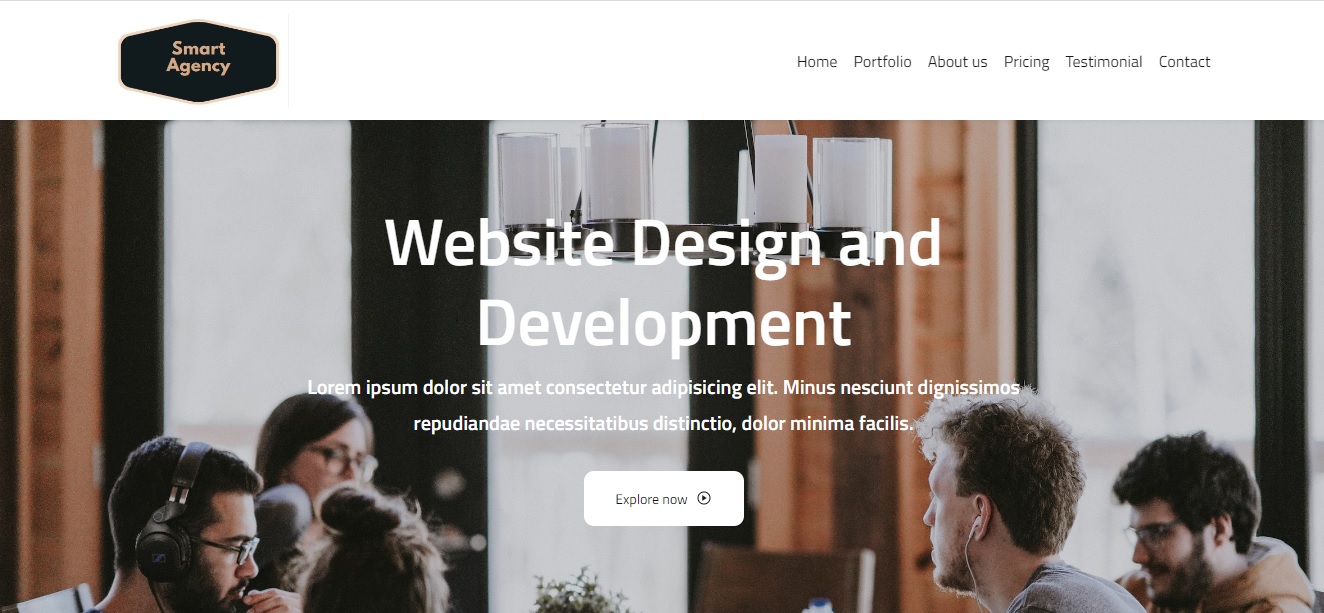 Smart
Agency
Home Portfolio About us Pricing Testimonial Contact
Website Design and
Development
Lorem ipsum dolor sit amet consectetur adipisicing elit. Minus nesciunt dignissimos
repudiandae necessitatibus distinctio, dolor minima facilis.
Explore now